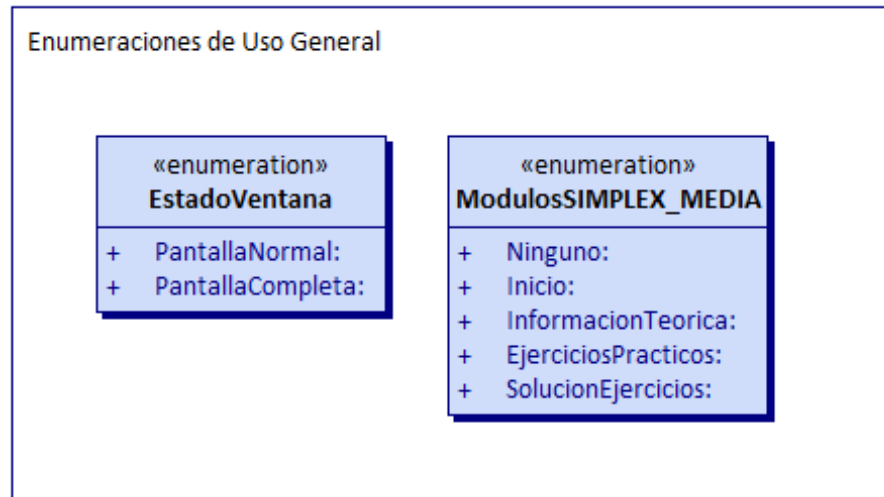 Enumeraciones de Uso General
«enumeration»
EstadoVentana
+ PantallaNormal:
+ PantallaCompleta:
«enumeration»
ModulosSIMPLEX_MEDIA
+ Ninguno:
+ Inicio:
+ InformacionTeorica:
+ EjerciciosPracticos:
+ SolucionEjercicios: